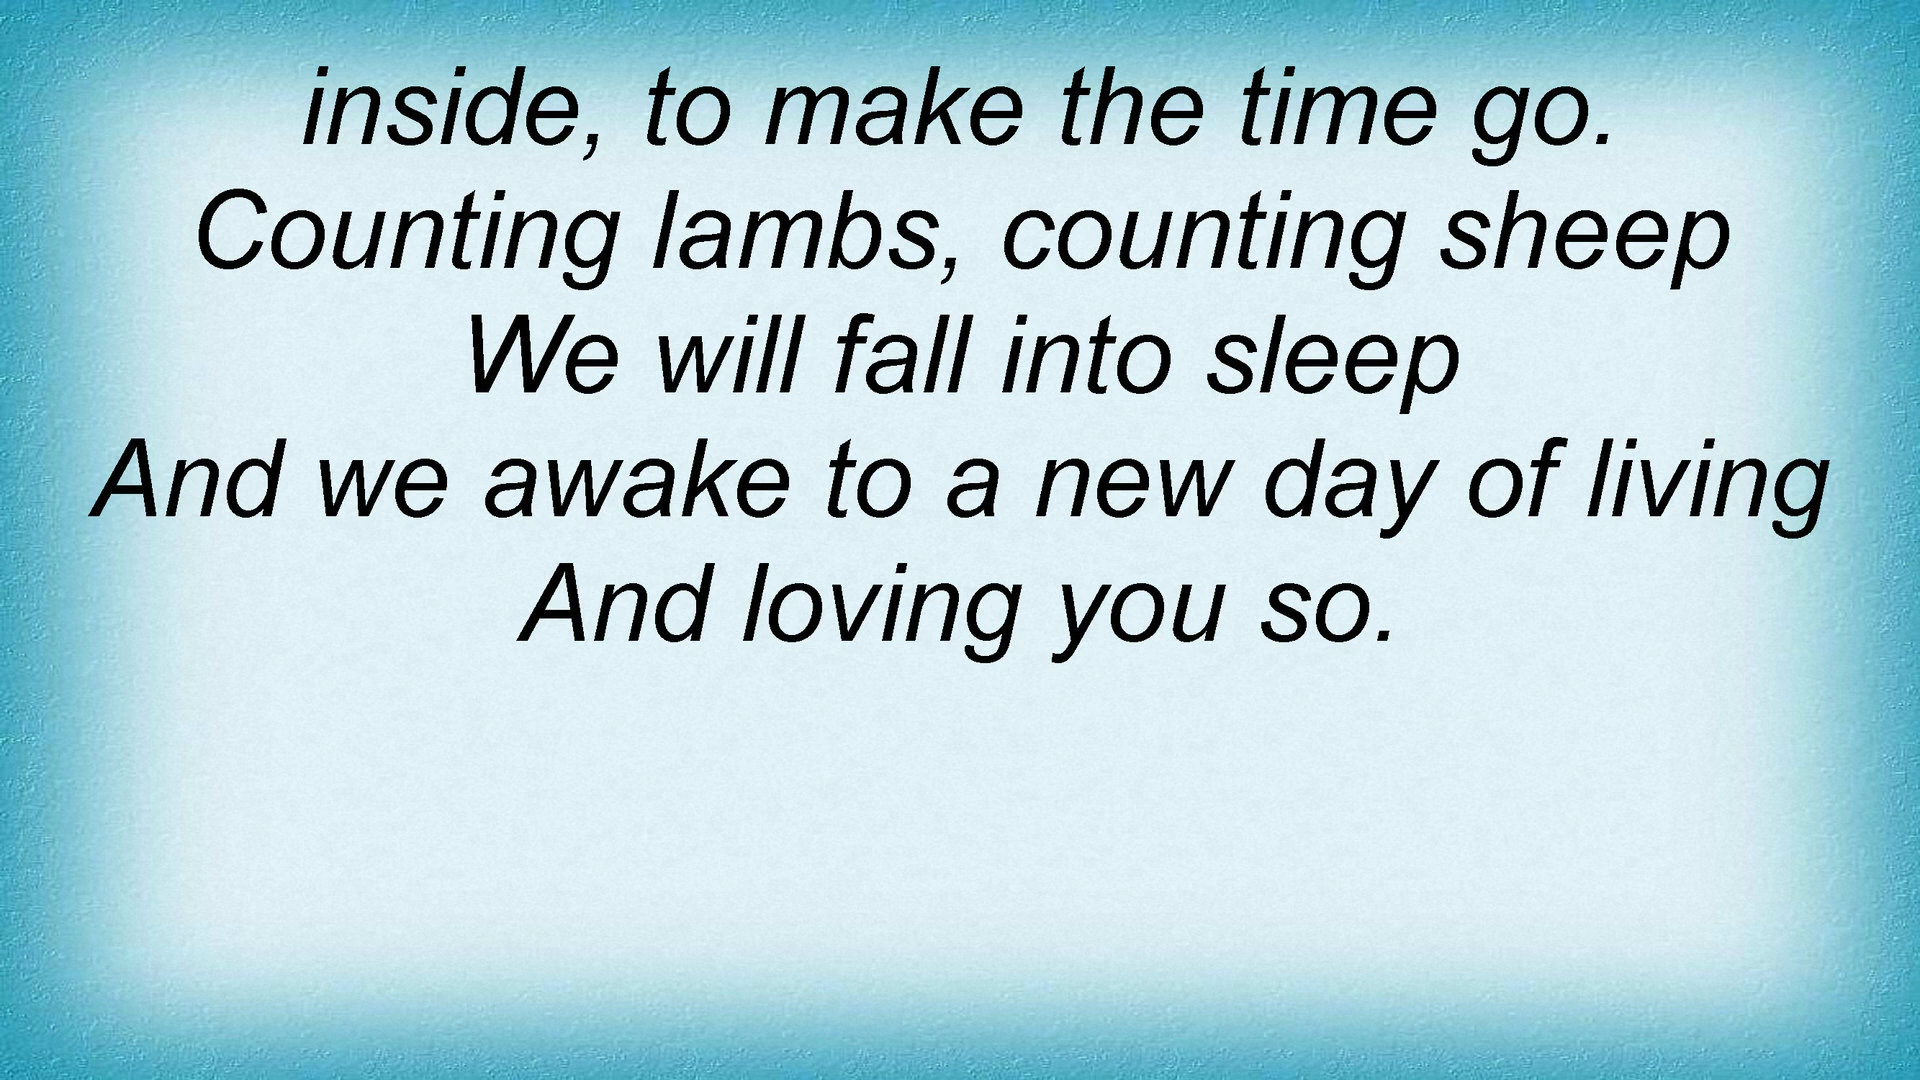 inside, to make the time go.
Counting lambs, counting sheep
We will fall into sleep
And we awake to a new day of living
And loving you so.